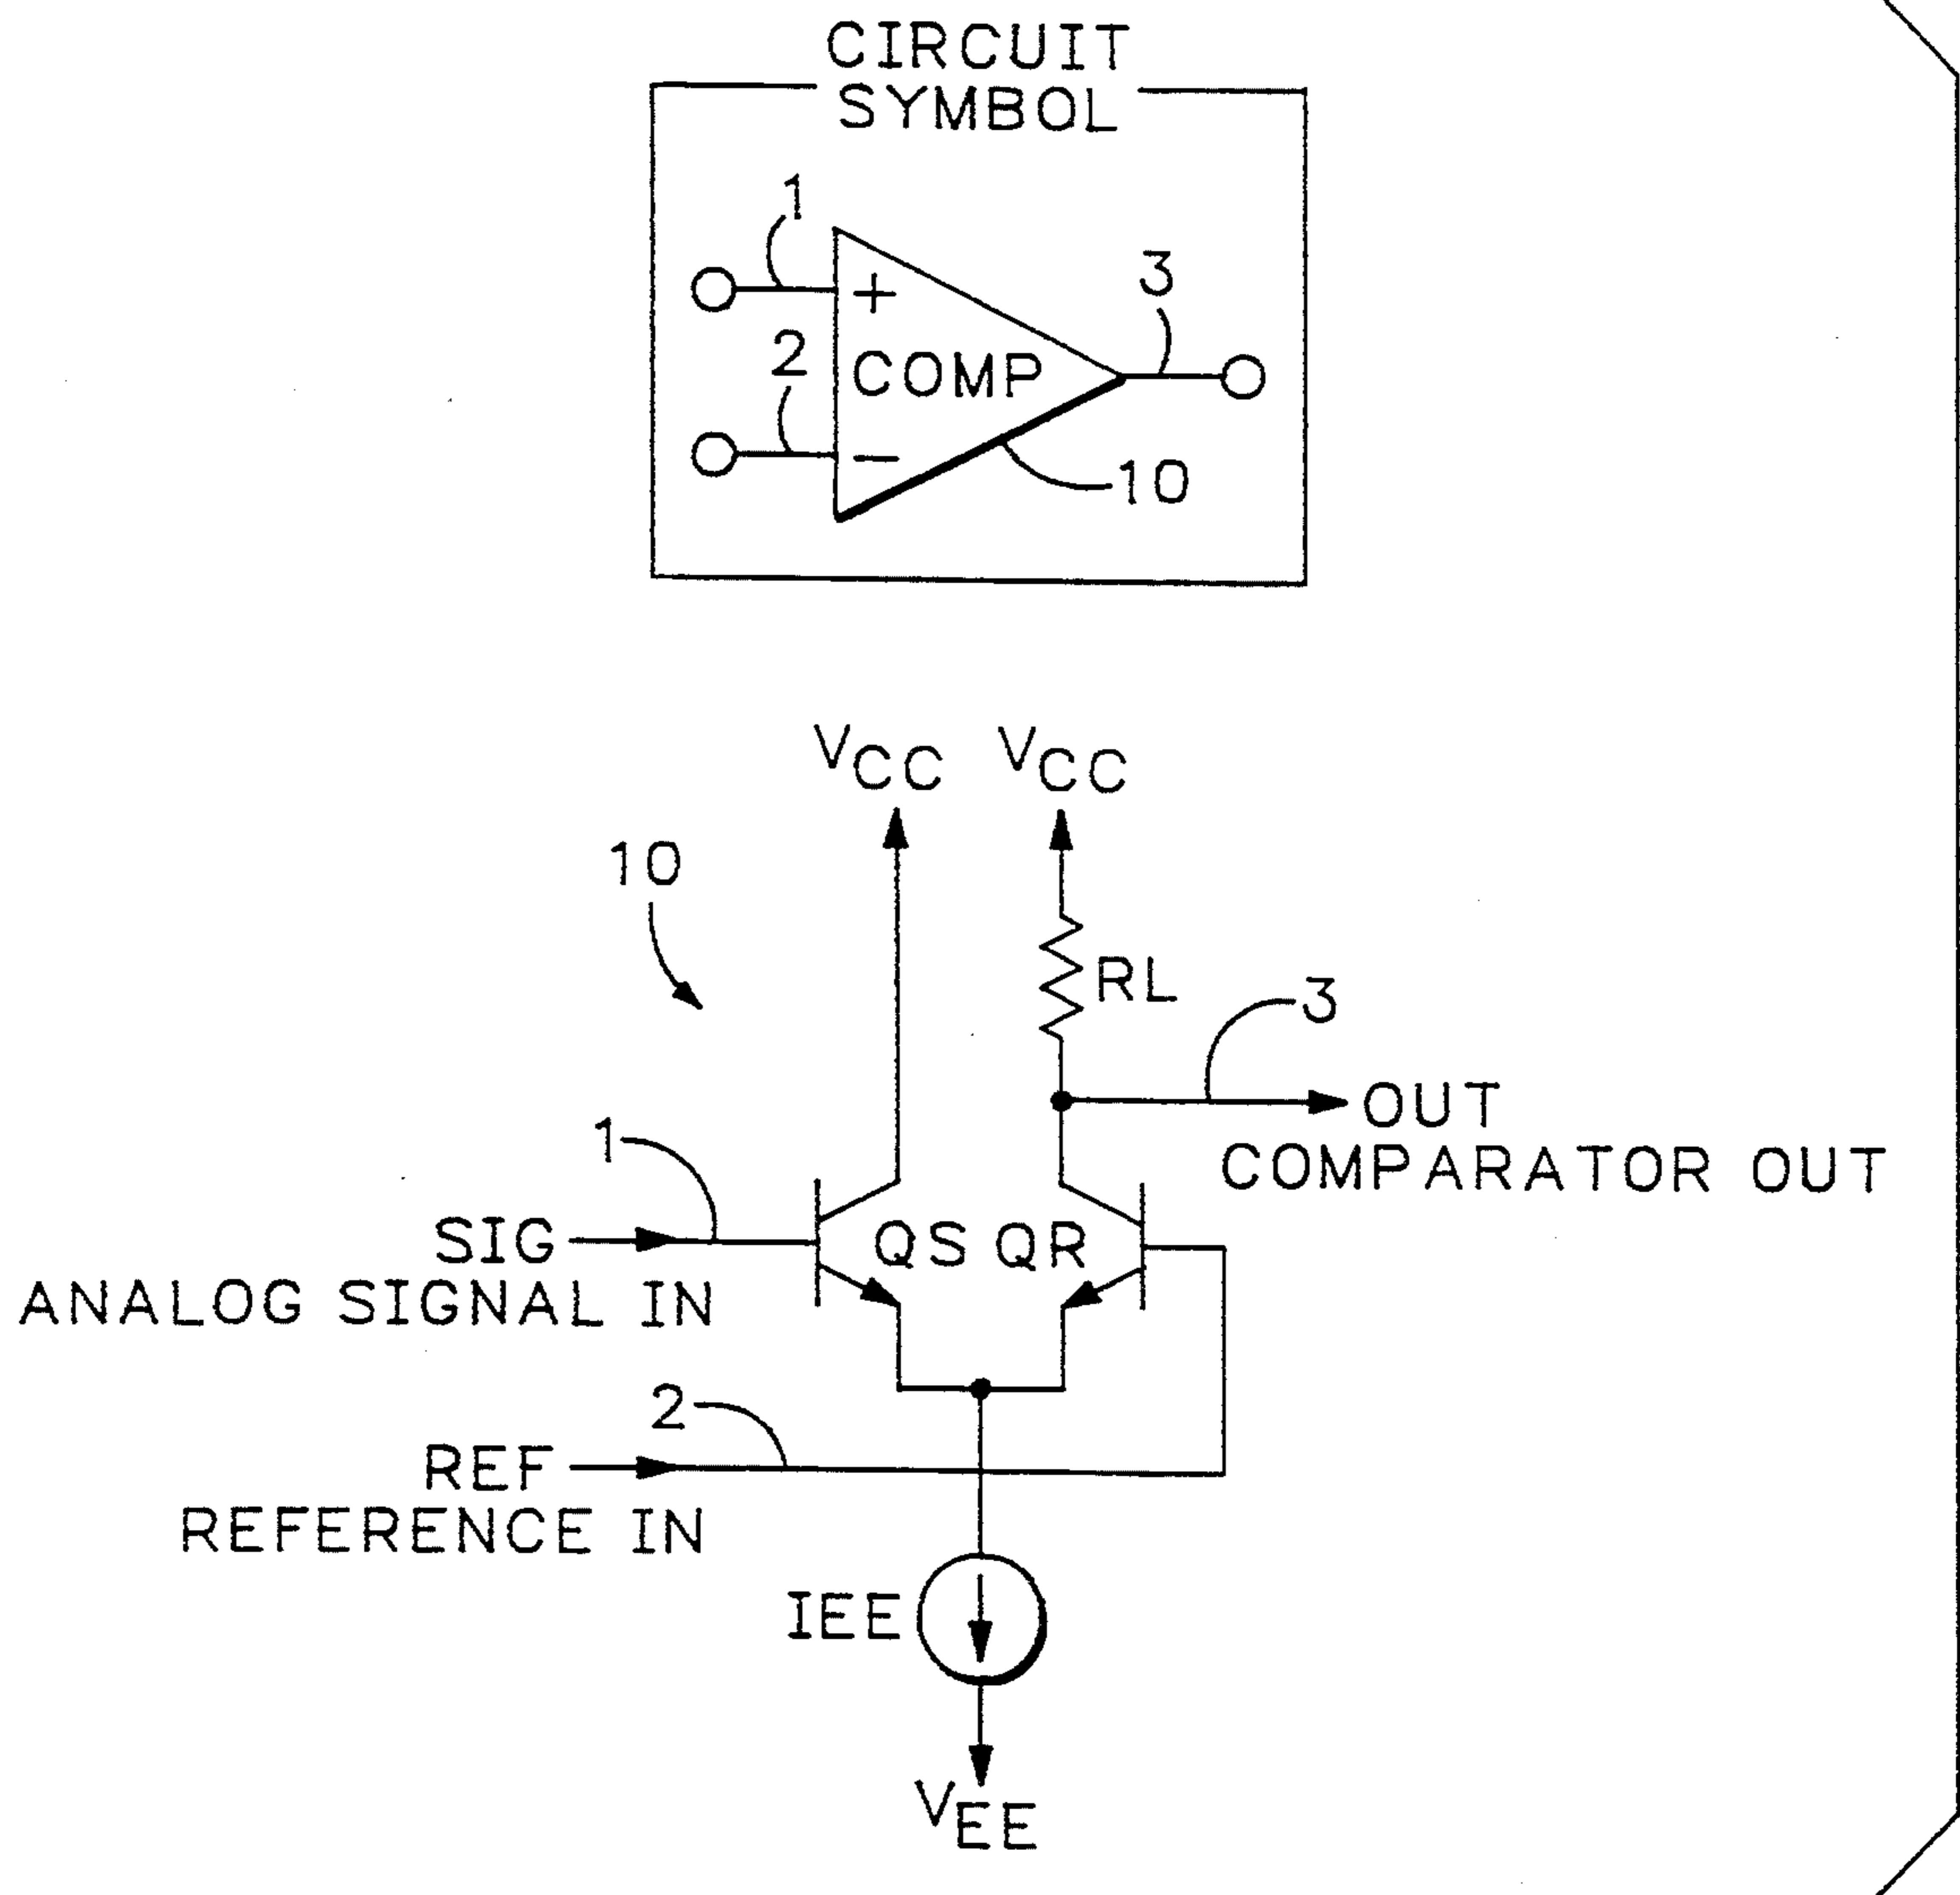 CIRCUIT
SYMBOL
1
+
2
COMP
3
−
10
VCC VCC
10
RL
3
OUT
COMPARATOR OUT
1
SIG
QS QR
ANALOG SIGNAL IN
2
REF
REFERENCE IN
IEE
VEE